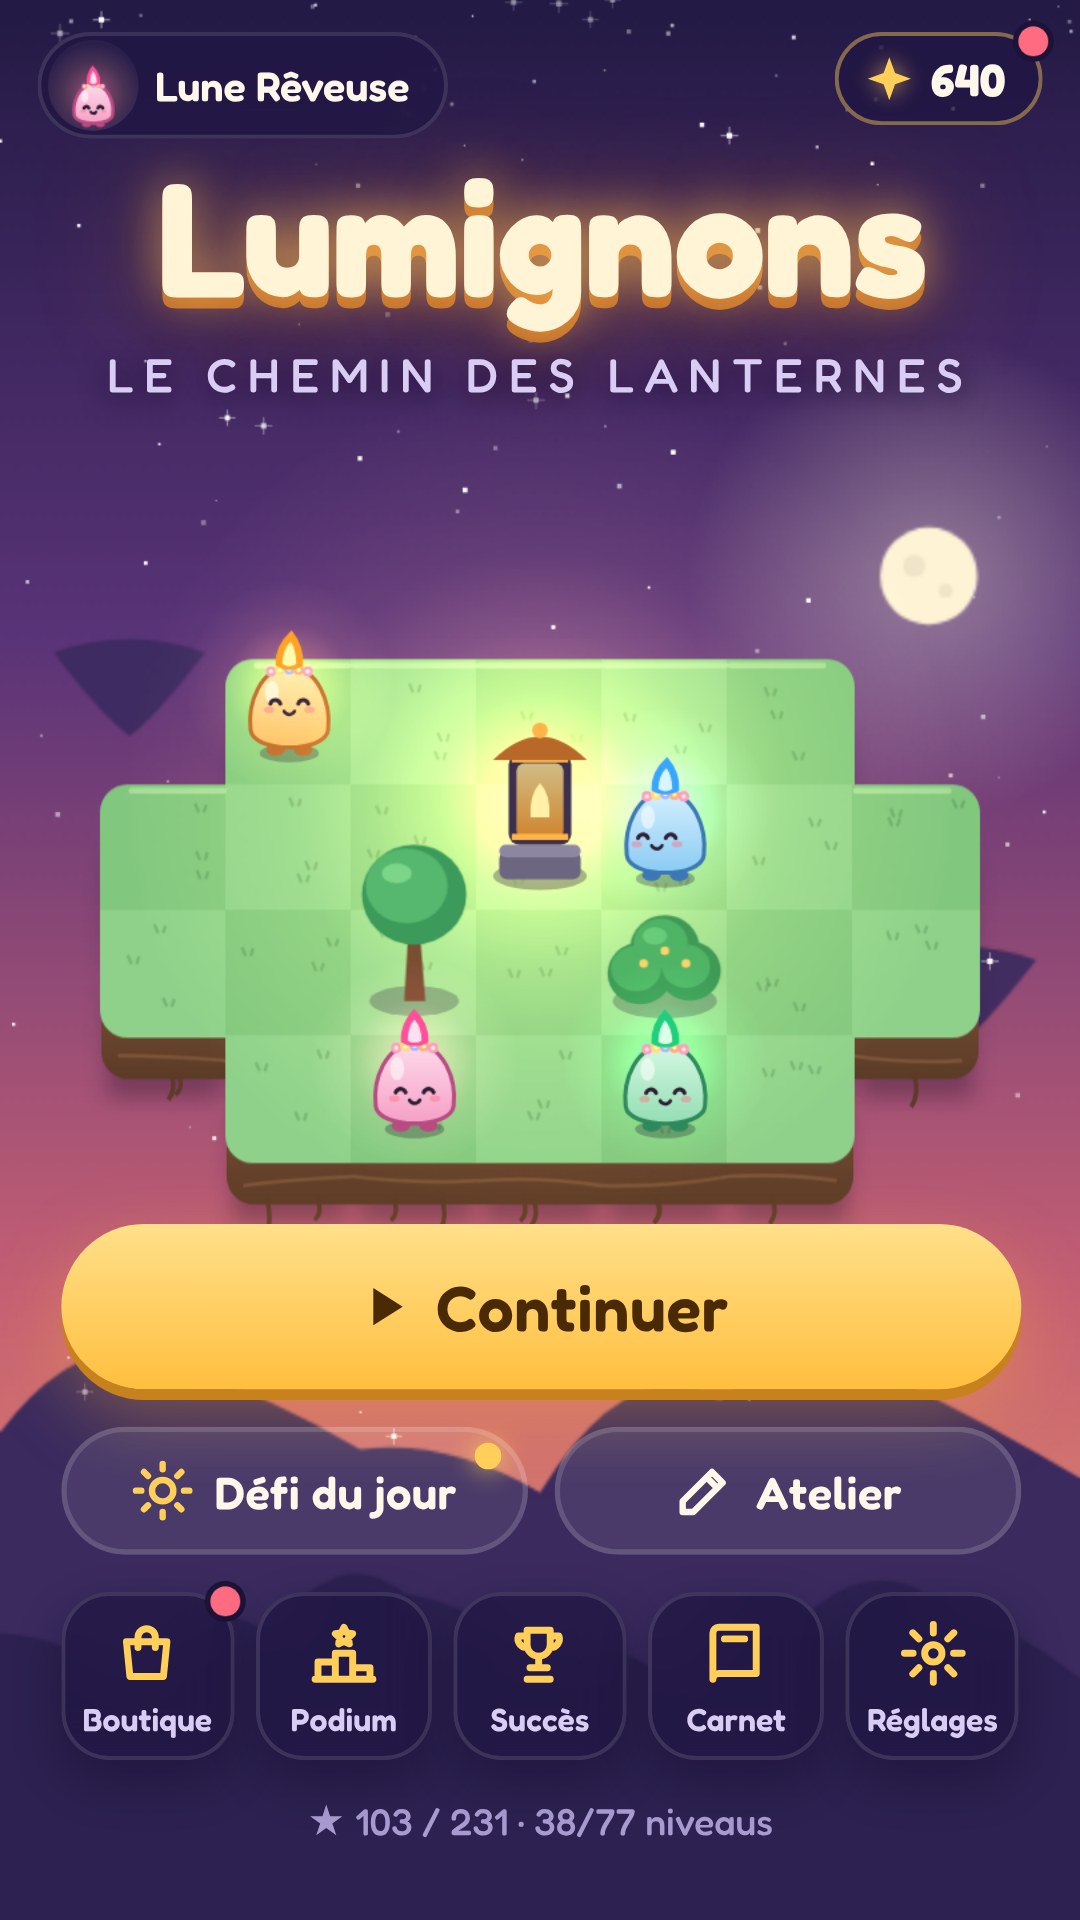 Lune Rêveuse
640
Lumignons
LE CHEMIN DES LANTERNES
Continuer
Défi du jour
Atelier
Boutique
Podium
Succès
Carnet
Réglages
★ 103 / 231 · 38/77 niveaus